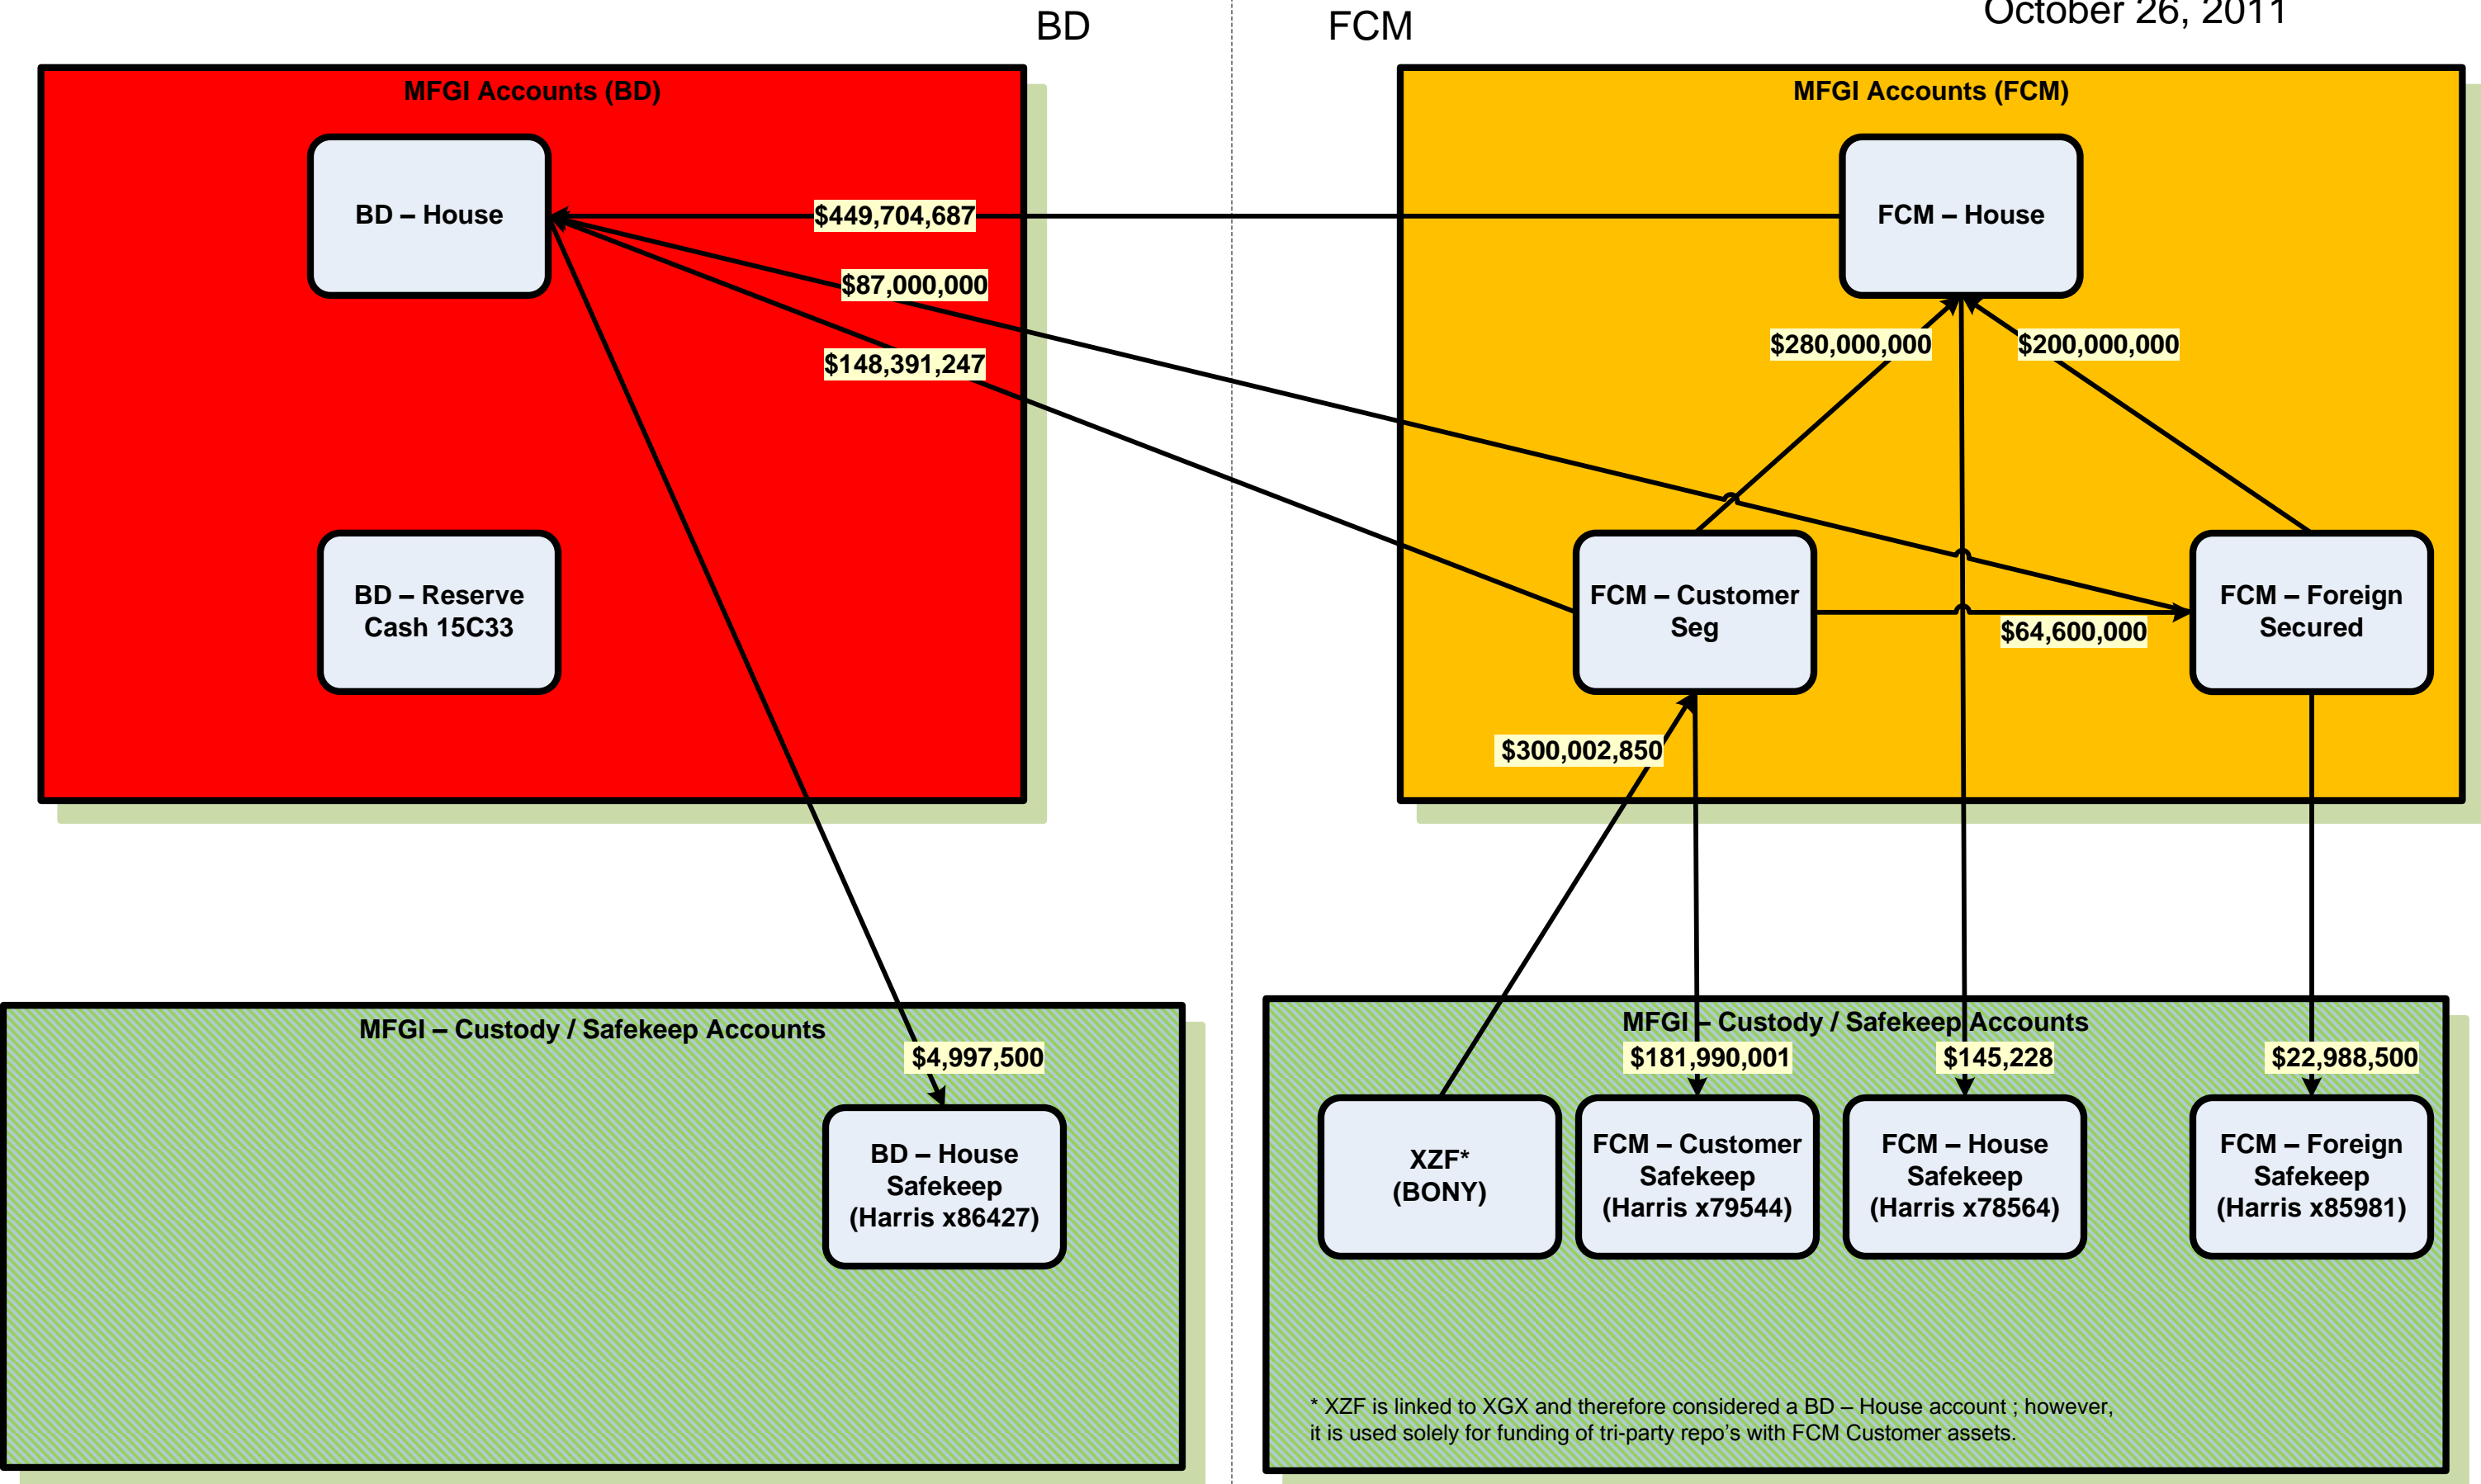 October 26, 2011
BD
FCM
MFGI Accounts (BD)
BD – House
$449,704,687
$87,000,000
$148,391,247
BD – Reserve
Cash 15C33
MFGI Accounts (FCM)
FCM – House
$280,000,000
$200,000,000
FCM – Customer
Seg
$64,600,000
FCM – Foreign
Secured
$300,002,850
MFGI – Custody / Safekeep Accounts
$4,997,500
BD – House
Safekeep
(Harris x86427)
MFGI – Custody / Safekeep Accounts
$181,990,001
$145,228
$22,988,500
XZF*
(BONY)
FCM – Customer
Safekeep
(Harris x79544)
FCM – House
Safekeep
(Harris x78564)
FCM – Foreign
Safekeep
(Harris x85981)
* XZF is linked to XGX and therefore considered a BD – House account ; however,
it is used solely for funding of tri-party repo's with FCM Customer assets.